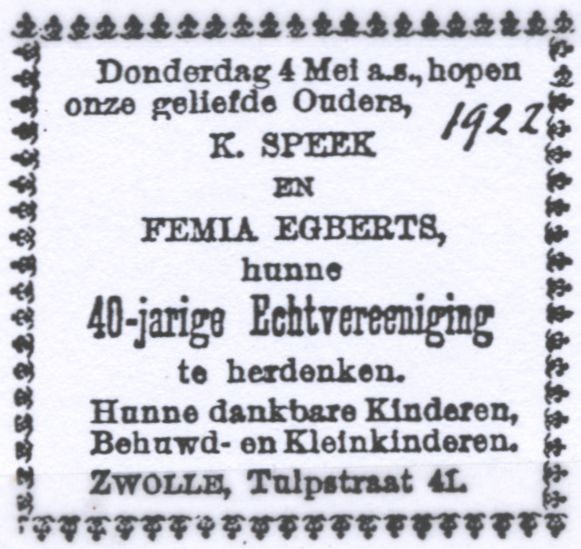 Donderdag 4 Mei a.s., hopen
onze geliefde Ouders,
1922
K. SPEEK
EN
FEMIA EGBERTS,
hunne
40-jarige Echtvereeniging
te herdenken.
Hunne dankbare Kinderen,
Behuwd- en Kleinkinderen.
ZWOLLE, Tulpstraat